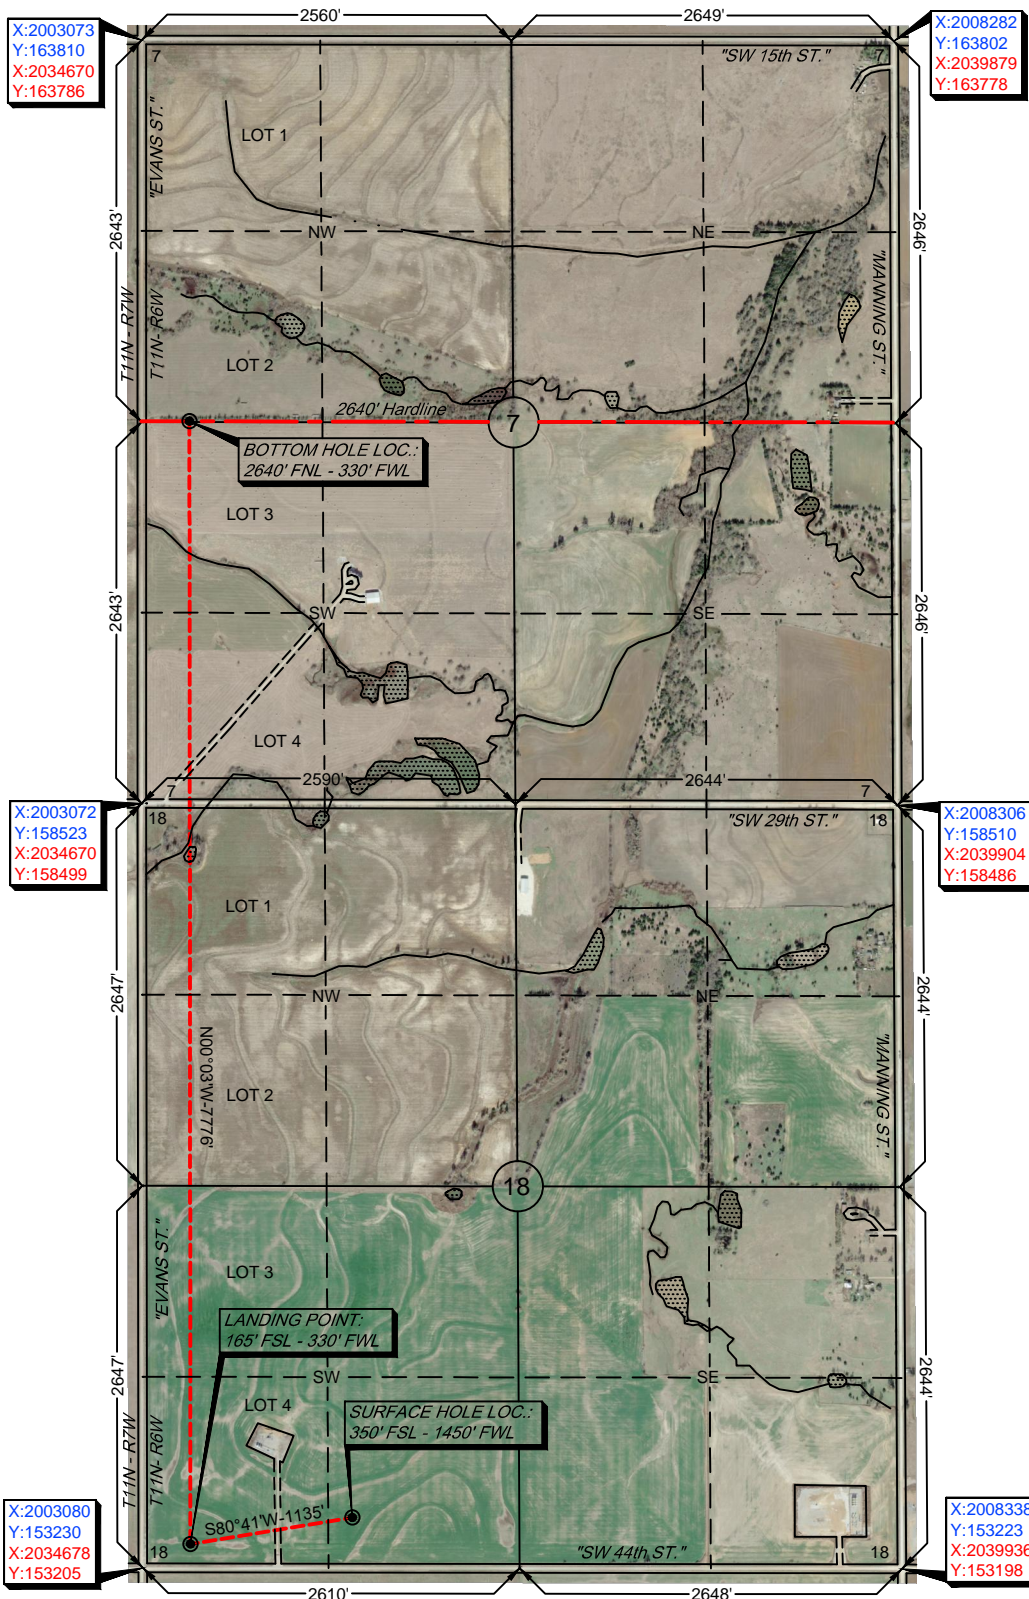 2560'
2649'
X:2003073
Y:163810
X:2034670
Y:163786
X:2008282
Y:163802
X:2039879
Y:163778
7
"SW 15th ST."
7
"EVANS ST."
LOT 1
2643'
NW
NE
2646'
"MANNING ST."
T11N - R7W
T11N- R6W
LOT 2
2640' Hardline
7
BOTTOM HOLE LOC.:
2640' FNL - 330' FWL
LOT 3
2643'
SW
SE
2646'
LOT 4
2590'
2644'
7
7
X:2003072
Y:158523
X:2034670
Y:158499
18
"SW 29th ST."
18
X:2008306
Y:158510
X:2039904
Y:158486
LOT 1
2647'
NW
NE
2644'
N00°03'W-7776'
LOT 2
"MANNING ST."
18
"EVANS ST."
LOT 3
LANDING POINT:
165' FSL - 330' FWL
2647'
SW
SE
2644'
LOT 4
SURFACE HOLE LOC.:
350' FSL - 1450' FWL
T11N - R7W
T11N- R6W
S80°41'W-1135'
X:2003080
Y:153230
X:2034678
Y:153205
18
"SW 44th ST."
18
X:2008338
Y:153223
X:2039936
Y:153198
2610'
2648'